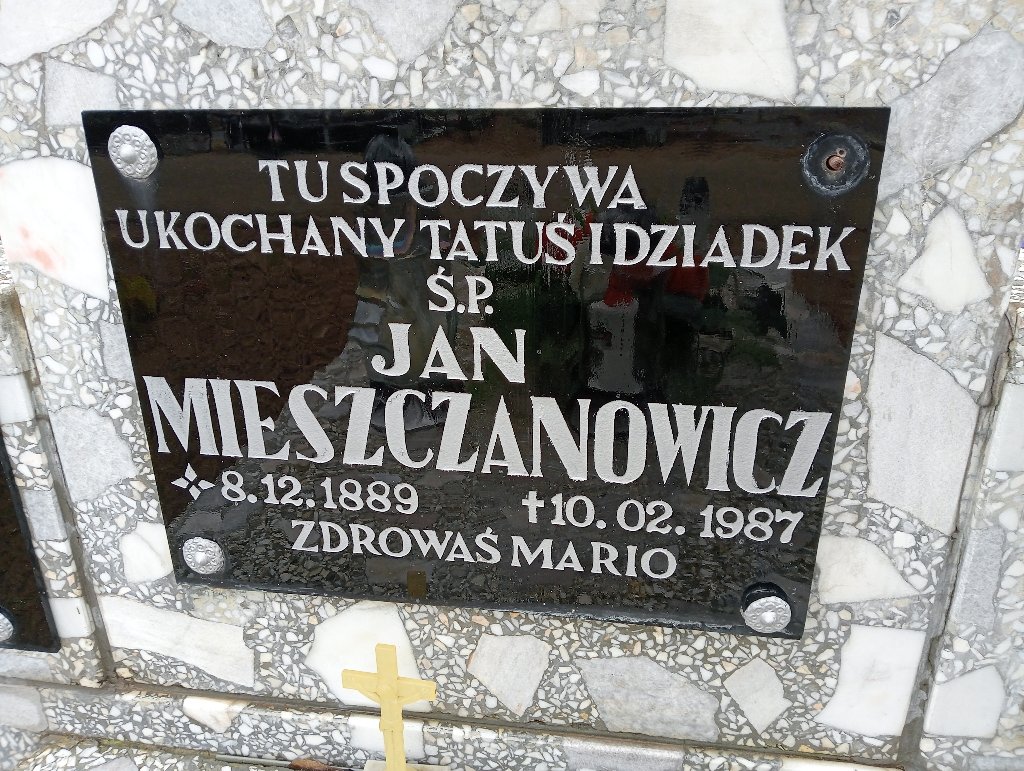 TU SPOCZYWA
UKOCHANY TATUŚ I DZIADEK
Ś.P.
JAN
MIESZCZANOWICZ
8.12.1889 †10.02.1987
ZDROWAŚ MARIO